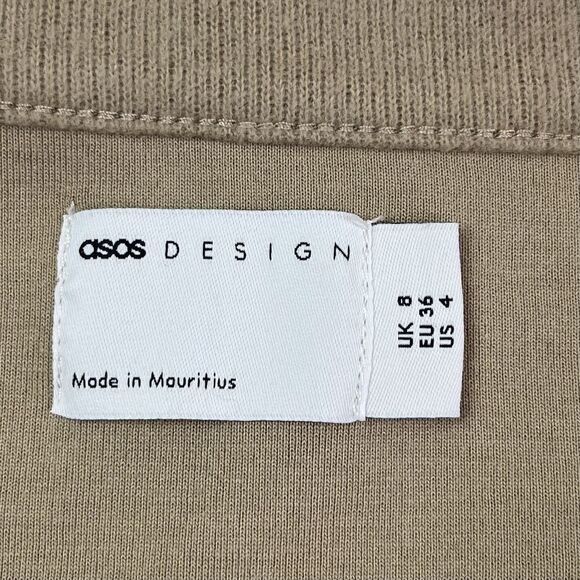 asos DESIGN
Made in Mauritius
UK 8
EU 36
US 4